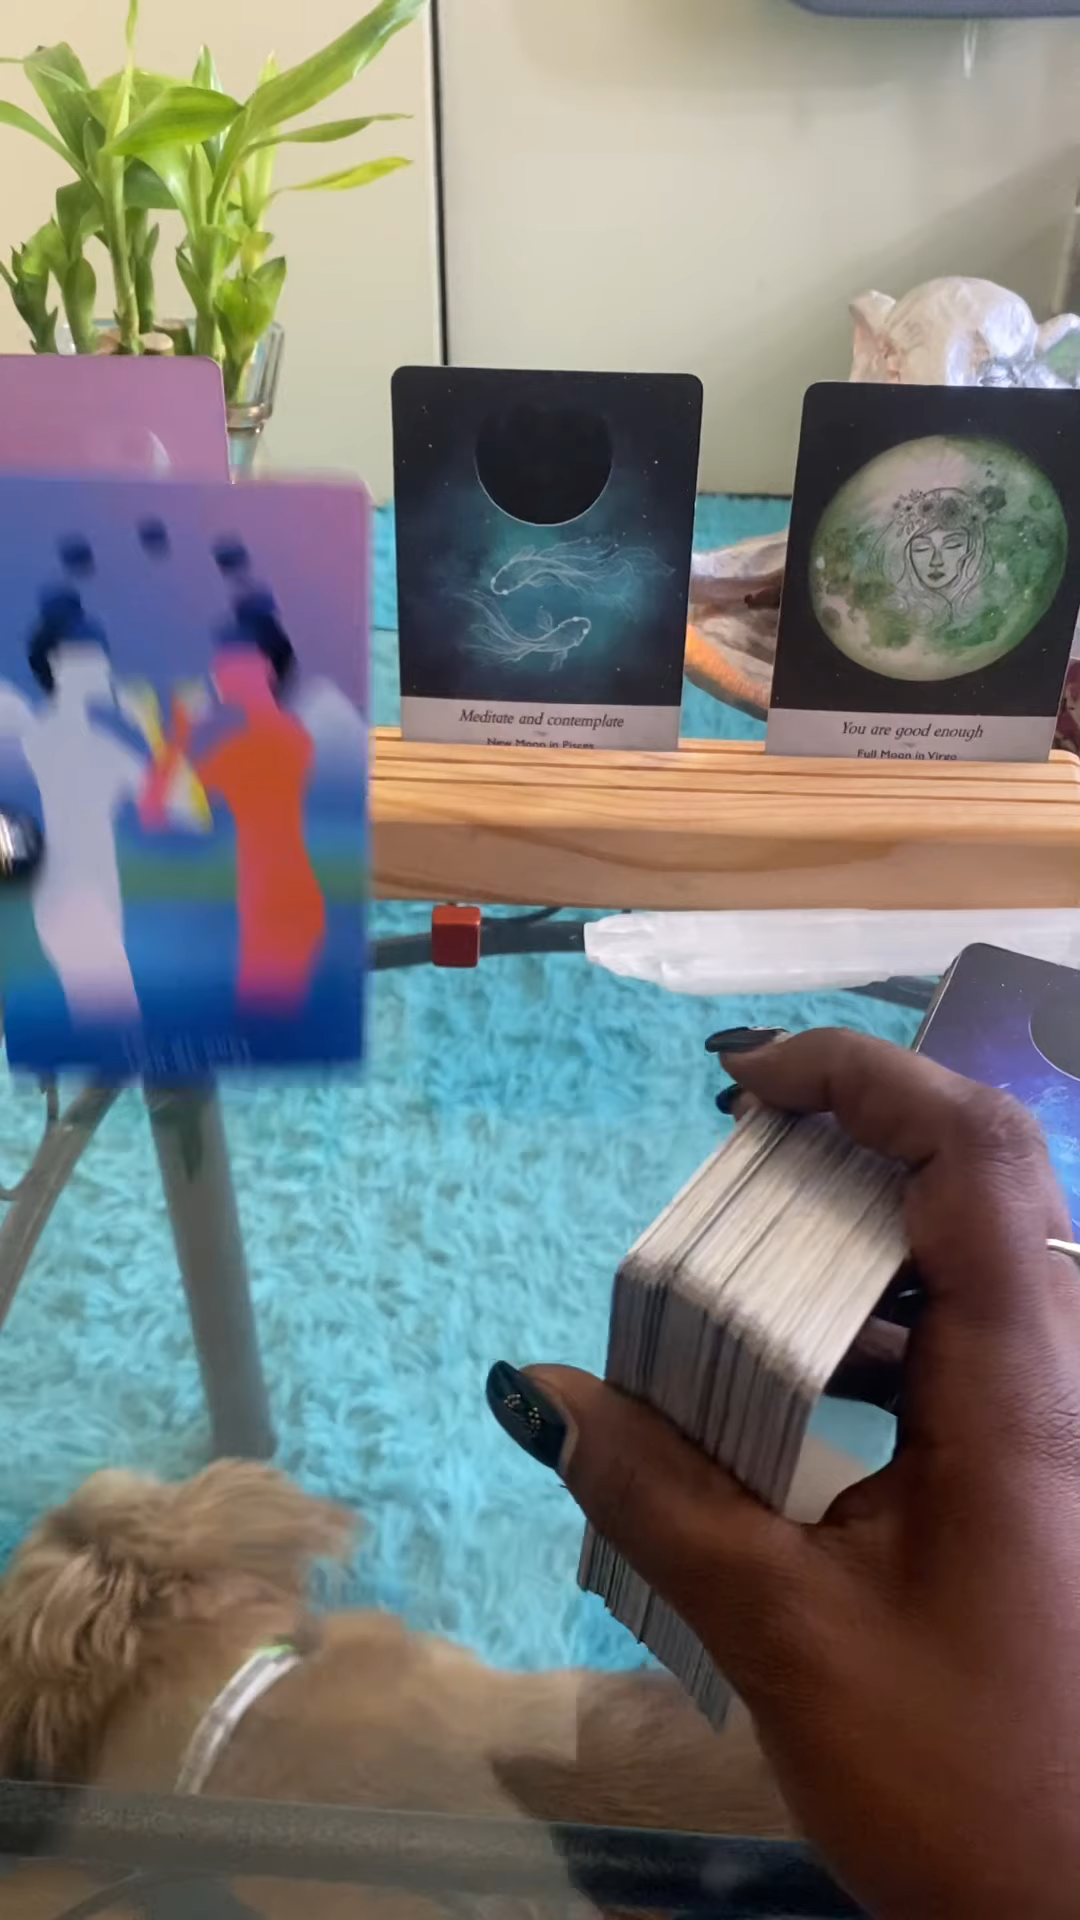 Meditate and contemplate
New Moon in Pisces
You are good enough
Full Moon in Virgo